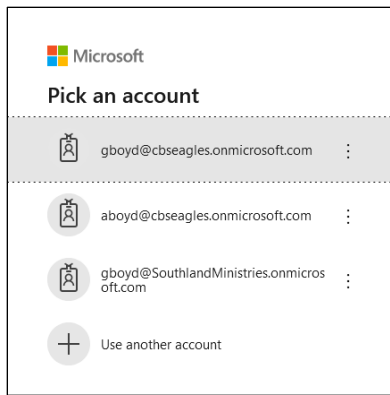 Microsoft
Pick an account
gboyd@cbseagles.onmicrosoft.com
aboyd@cbseagles.onmicrosoft.com
gboyd@SouthlandMinistries.onmicros
oft.com
Use another account